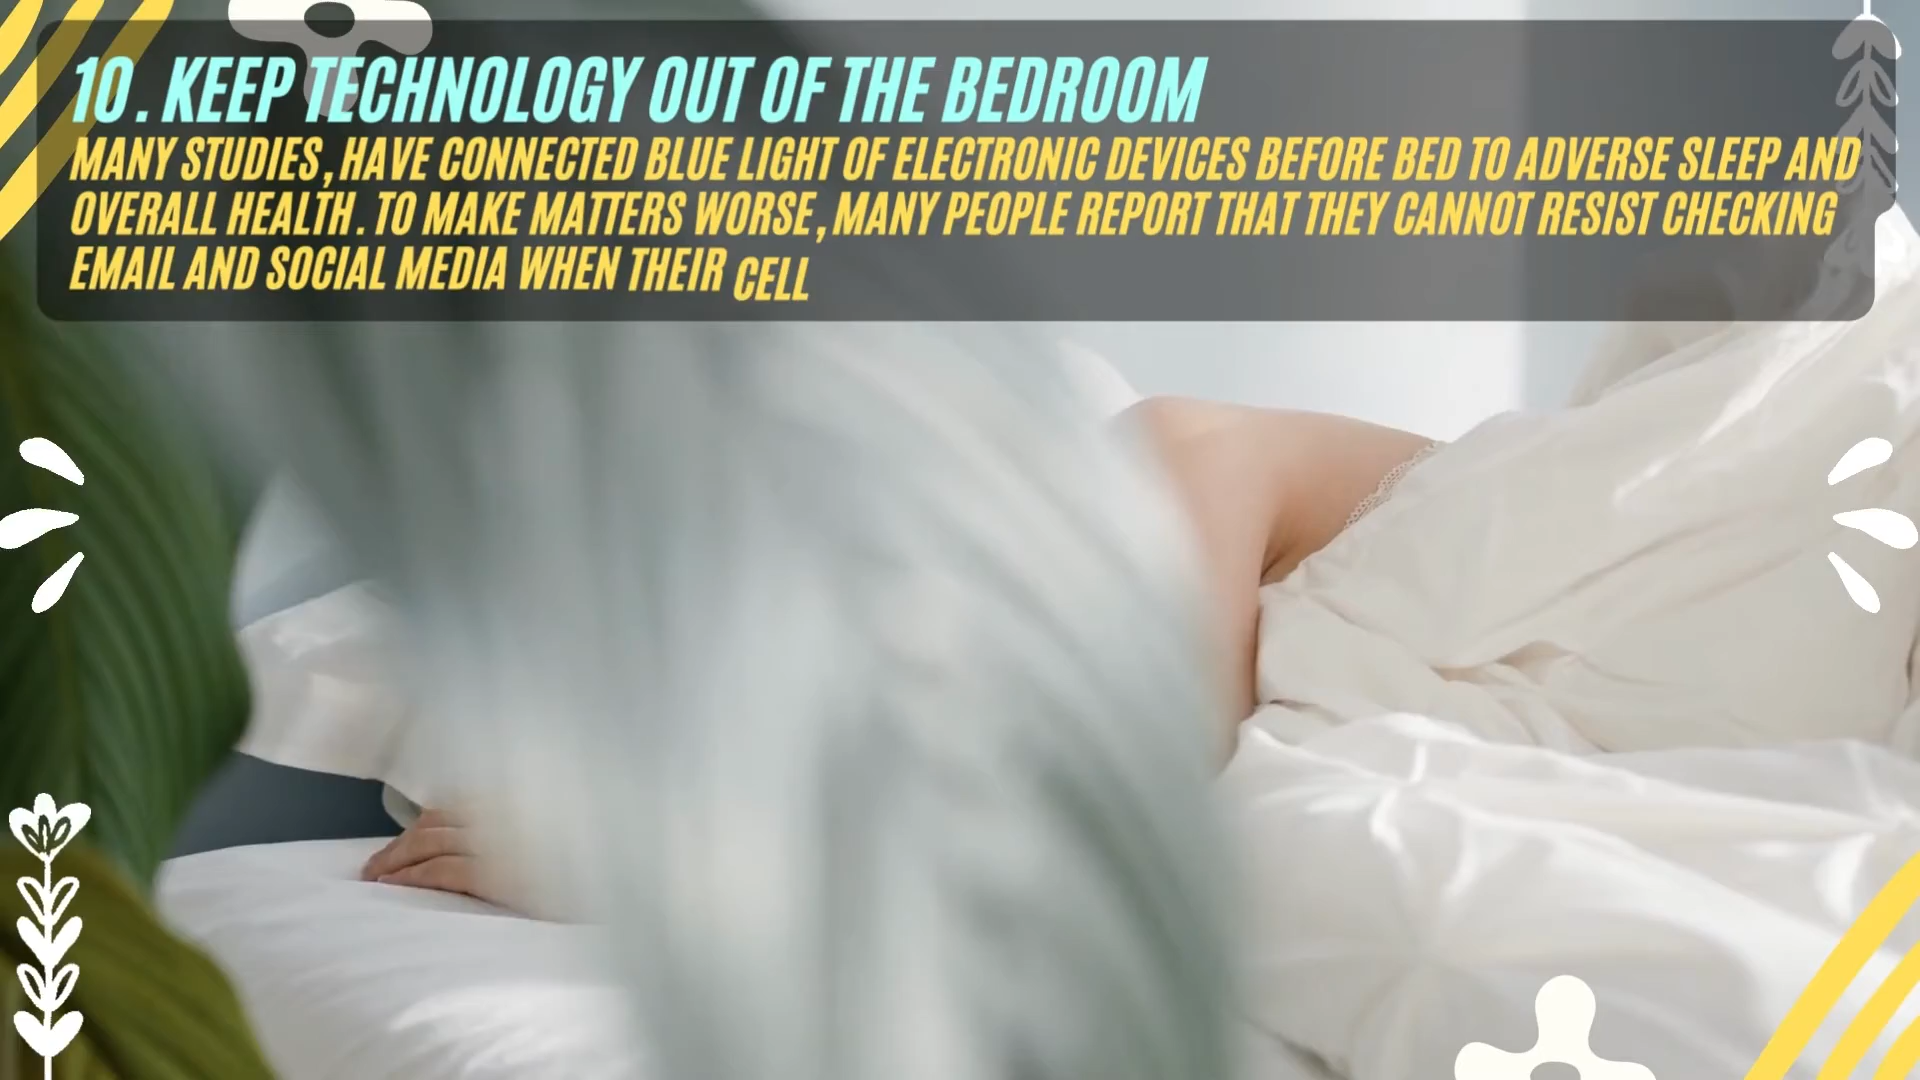 10. KEEP TECHNOLOGY OUT OF THE BEDROOM
MANY STUDIES, HAVE CONNECTED BLUE LIGHT OF ELECTRONIC DEVICES BEFORE BED TO ADVERSE SLEEP AND
OVERALL HEALTH. TO MAKE MATTERS WORSE, MANY PEOPLE REPORT THAT THEY CANNOT RESIST CHECKING
EMAIL AND SOCIAL MEDIA WHEN THEIR CELL